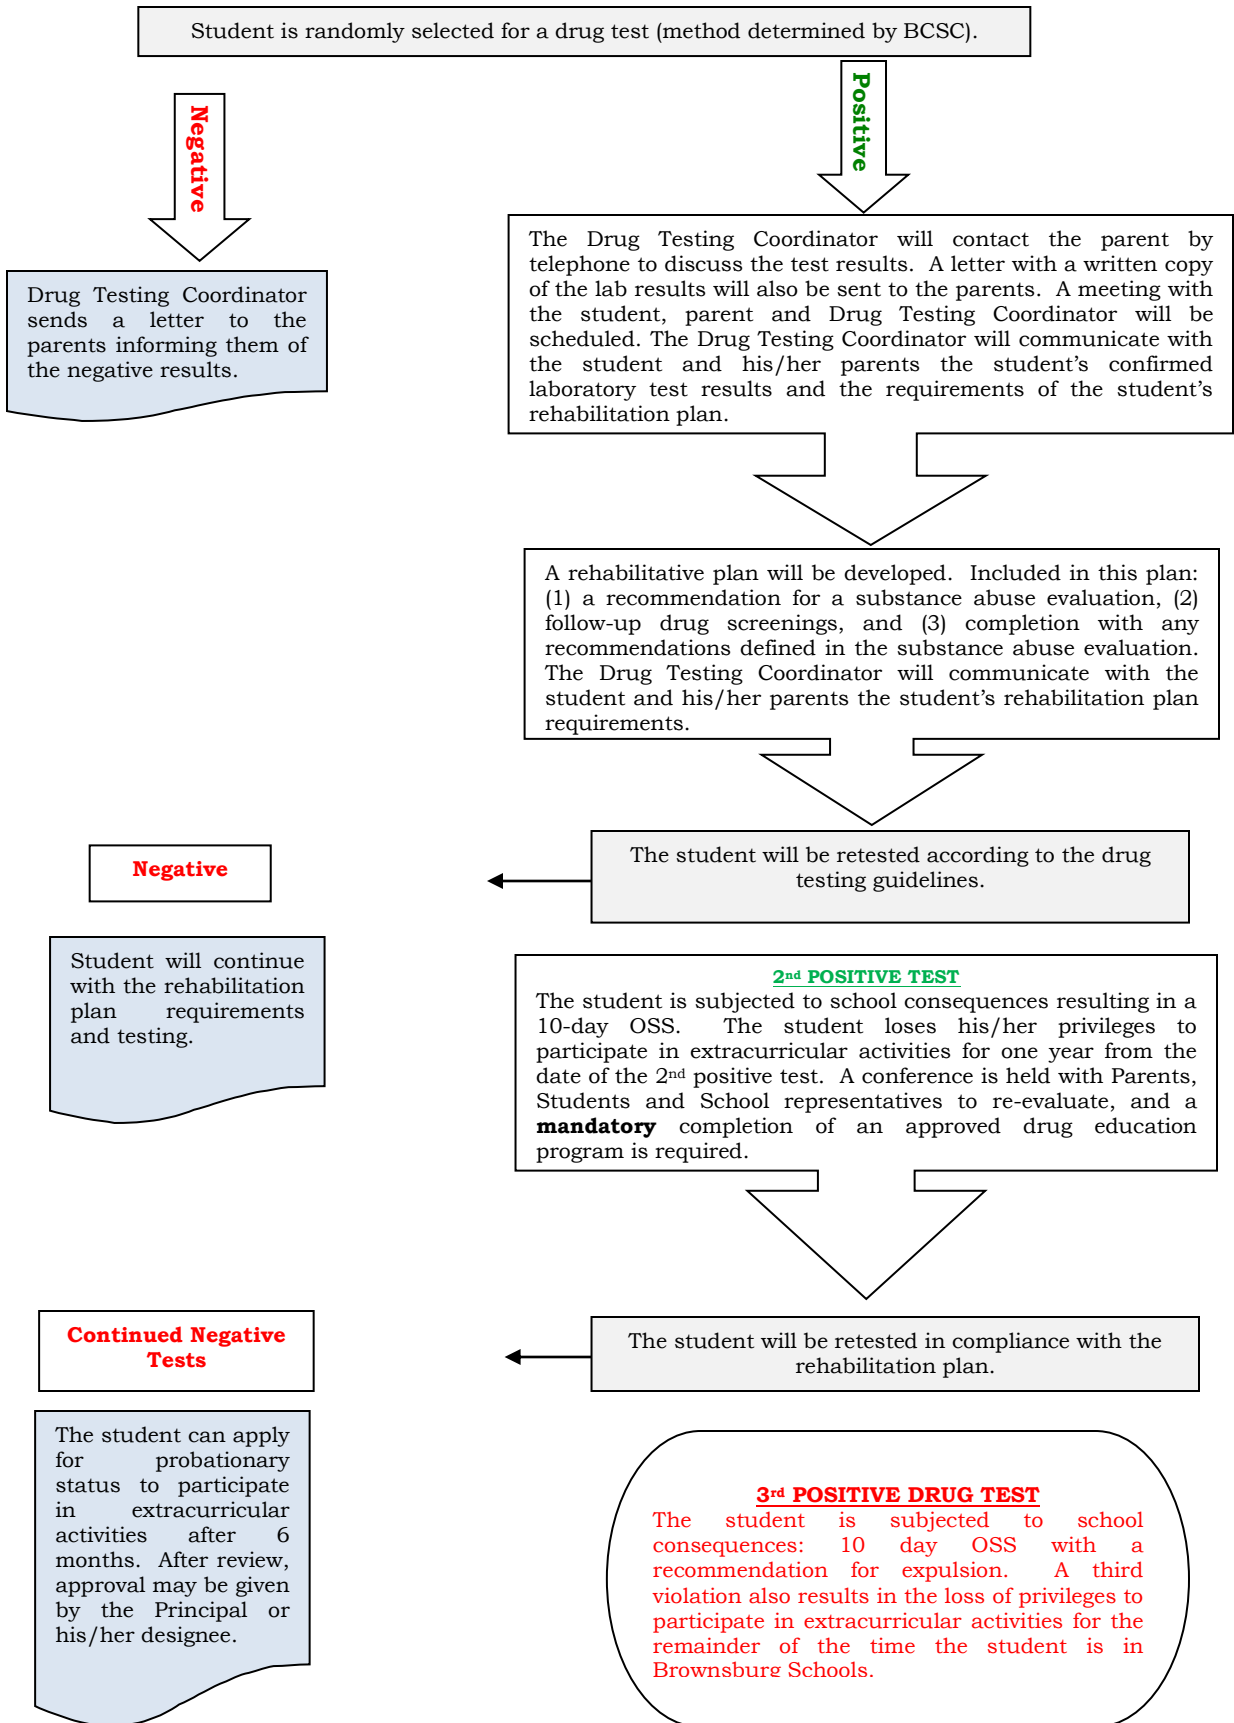 Student is randomly selected for a drug test (method determined by BCSC).
Negative
Positive
Drug Testing Coordinator
sends a letter to the
parents informing them of
the negative results.
The Drug Testing Coordinator will contact the parent by
telephone to discuss the test results. A letter with a written copy
of the lab results will also be sent to the parents. A meeting with
the student, parent and Drug Testing Coordinator will be
scheduled. The Drug Testing Coordinator will communicate with
the student and his/her parents the student’s confirmed
laboratory test results and the requirements of the student’s
rehabilitation plan.
A rehabilitative plan will be developed. Included in this plan:
(1) a recommendation for a substance abuse evaluation, (2)
follow-up drug screenings, and (3) completion with any
recommendations defined in the substance abuse evaluation.
The Drug Testing Coordinator will communicate with the
student and his/her parents the student’s rehabilitation plan
requirements.
Negative
The student will be retested according to the drug
testing guidelines.
Student will continue
with the rehabilitation
plan requirements
and testing.
2nd POSITIVE TEST
The student is subjected to school consequences resulting in a
10-day OSS. The student loses his/her privileges to
participate in extracurricular activities for one year from the
date of the 2nd positive test. A conference is held with Parents,
Students and School representatives to re-evaluate, and a
mandatory completion of an approved drug education
program is required.
Continued Negative
Tests
The student will be retested in compliance with the
rehabilitation plan.
The student can apply
for probationary
status to participate
in extracurricular
activities after 6
months. After review,
approval may be given
by the Principal or
his/her designee.
3rd POSITIVE DRUG TEST
The student is subjected to school
consequences: 10 day OSS with a
recommendation for expulsion. A third
violation also results in the loss of privileges to
participate in extracurricular activities for the
remainder of the time the student is in
Brownsburg Schools.